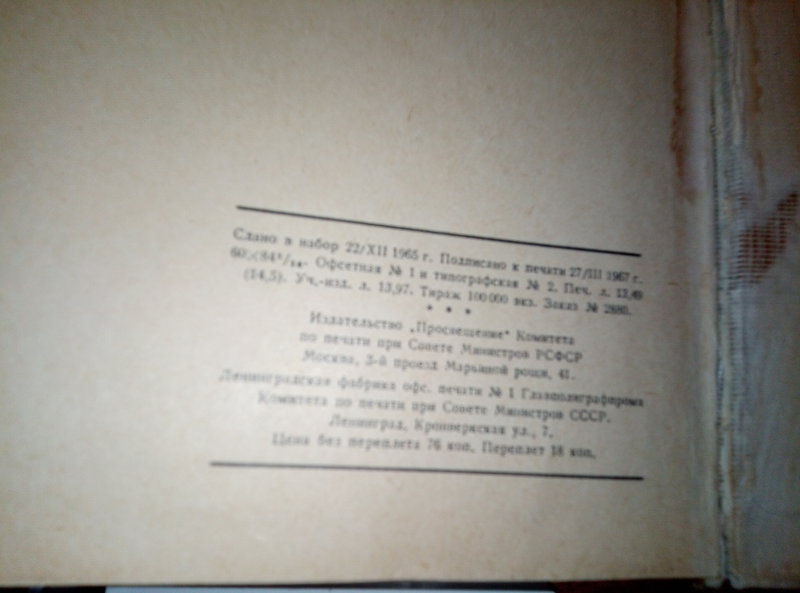 Сдано в набор 22/XII 1965 г. Подписано к печати 27/III 1967 г.
60×84¹/₁₆. Офсетная № 1 и типографская № 2. Печ. л. 13,49
(14,5). Уч.-изд. л. 13,97. Тираж 100 000 экз. Заказ № 2880.
* * *
Издательство „Просвещение“ Комитета
по печати при Совете Министров РСФСР
Москва, 3-й проезд Марьиной рощи, 41.
Ленинградская фабрика офс. печати № 1 Главполиграфпрома
Комитета по печати при Совете Министров СССР.
Ленинград, Кронверкская ул., 7.
Цена без переплета 76 коп. Переплет 18 коп.